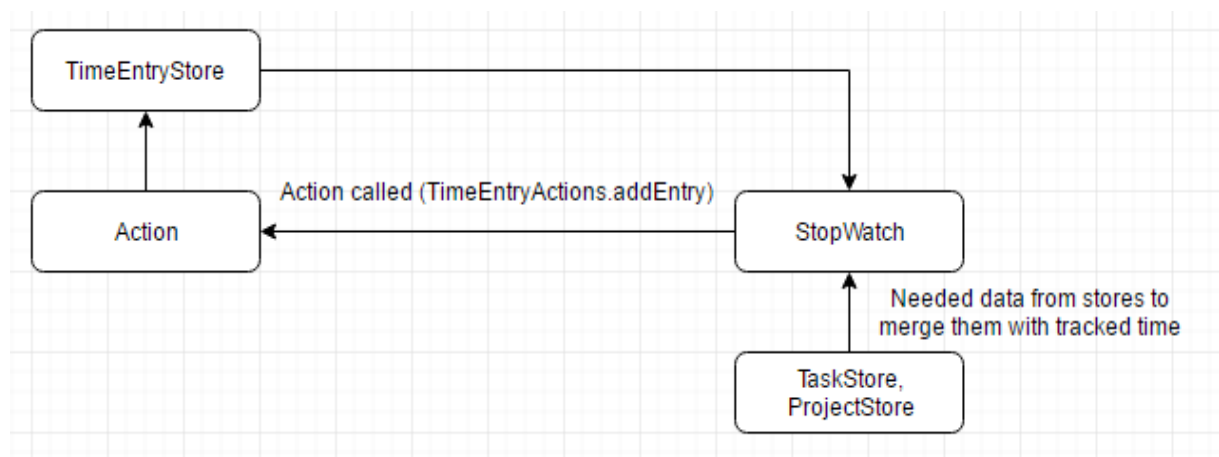 TimeEntryStore
Action called (TimeEntryActions.addEntry)
Action
StopWatch
Needed data from stores to
merge them with tracked time
TaskStore,
ProjectStore